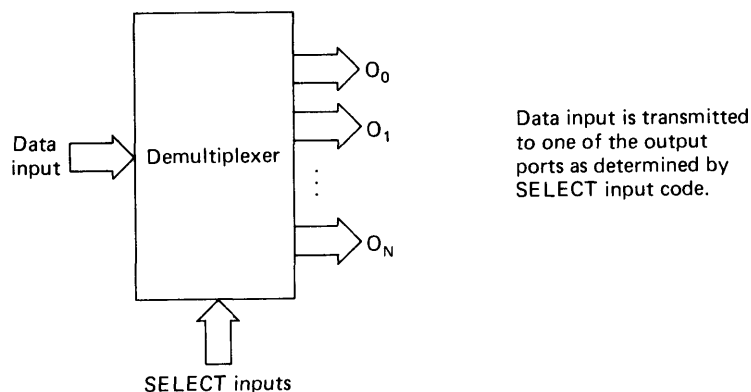 O₀
Data
input
Demultiplexer
O₁
O_N
SELECT inputs
Data input is transmitted
to one of the output
ports as determined by
SELECT input code.